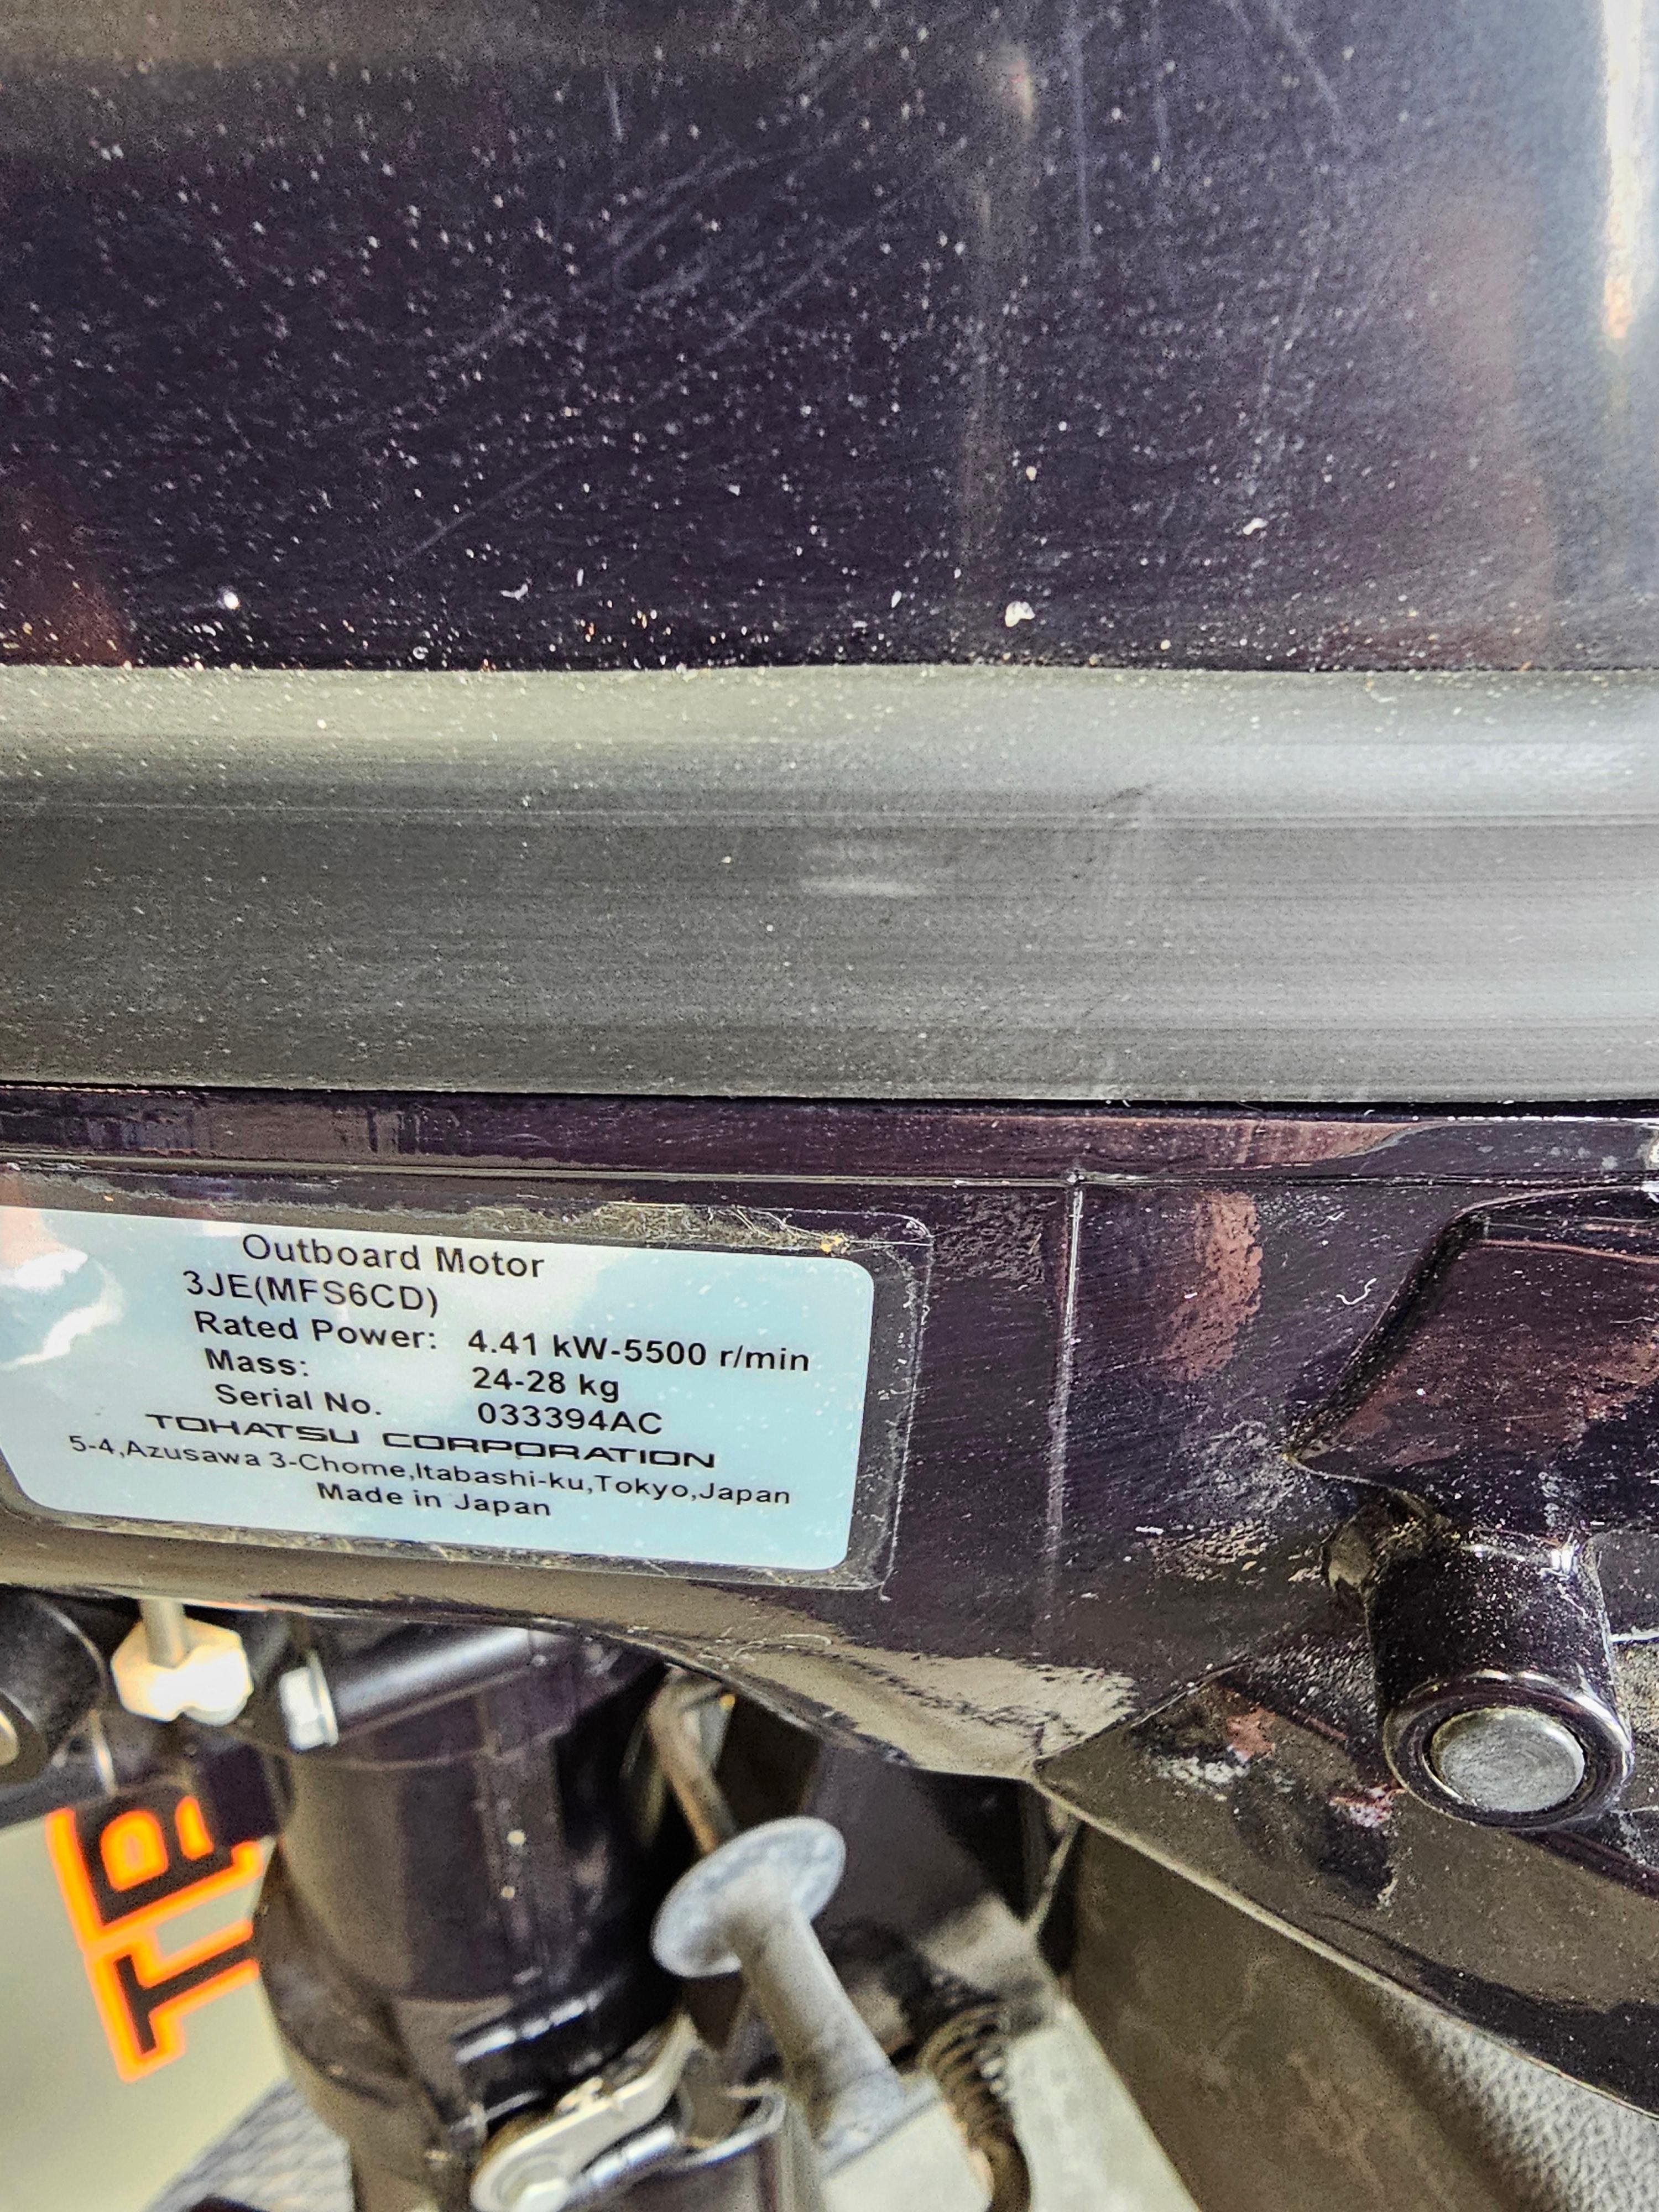 Outboard Motor
3JE(MFS6CD)
Rated Power: 4.41 kW-5500 r/min
Mass: 24-28 kg
Serial No. 033394AC
TOHATSU CORPORATION
5-4,Azusawa 3-Chome,Itabashi-ku,Tokyo,Japan
Made in Japan